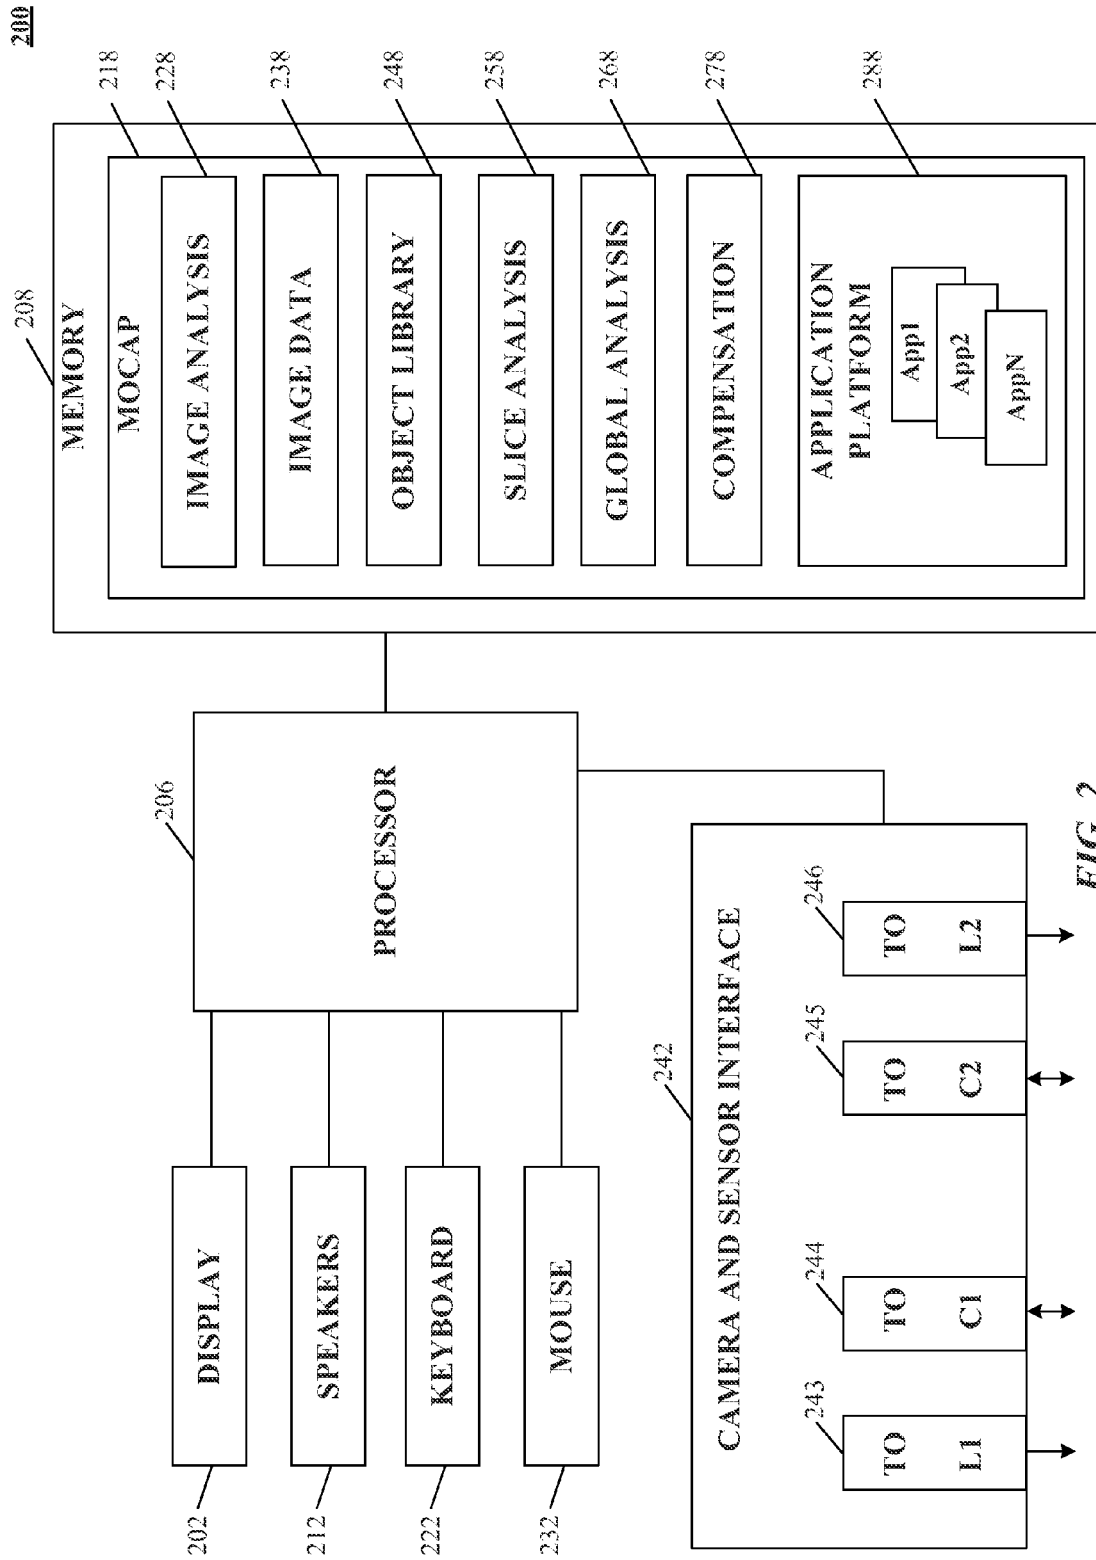 200
208
MEMORY
218
MOCAP
228
IMAGE ANALYSIS
238
IMAGE DATA
248
OBJECT LIBRARY
258
SLICE ANALYSIS
268
GLOBAL ANALYSIS
278
COMPENSATION
288
APPLICATION
PLATFORM
App1
App2
AppN
206
PROCESSOR
202
DISPLAY
212
SPEAKERS
222
KEYBOARD
232
MOUSE
242
CAMERA AND SENSOR INTERFACE
243
TO
L1
244
TO
C1
245
TO
C2
246
TO
L2
FIG. 2